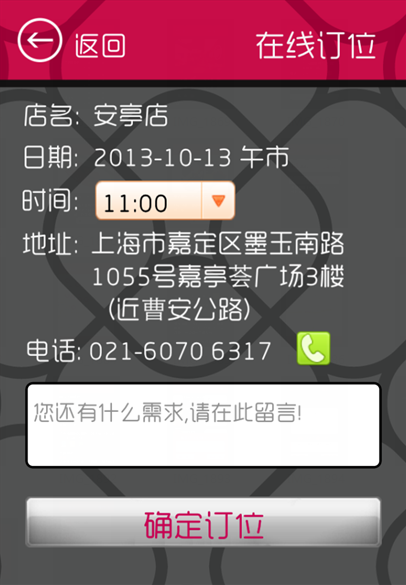 返回
在线订位
店名: 安亭店
日期: 2013-10-13 午市
时间: 11:00
地址: 上海市嘉定区墨玉南路
1055号嘉亭荟广场3楼
(近曹安公路)
电话: 021-6070 6317
您还有什么需求,请在此留言!
确定订位